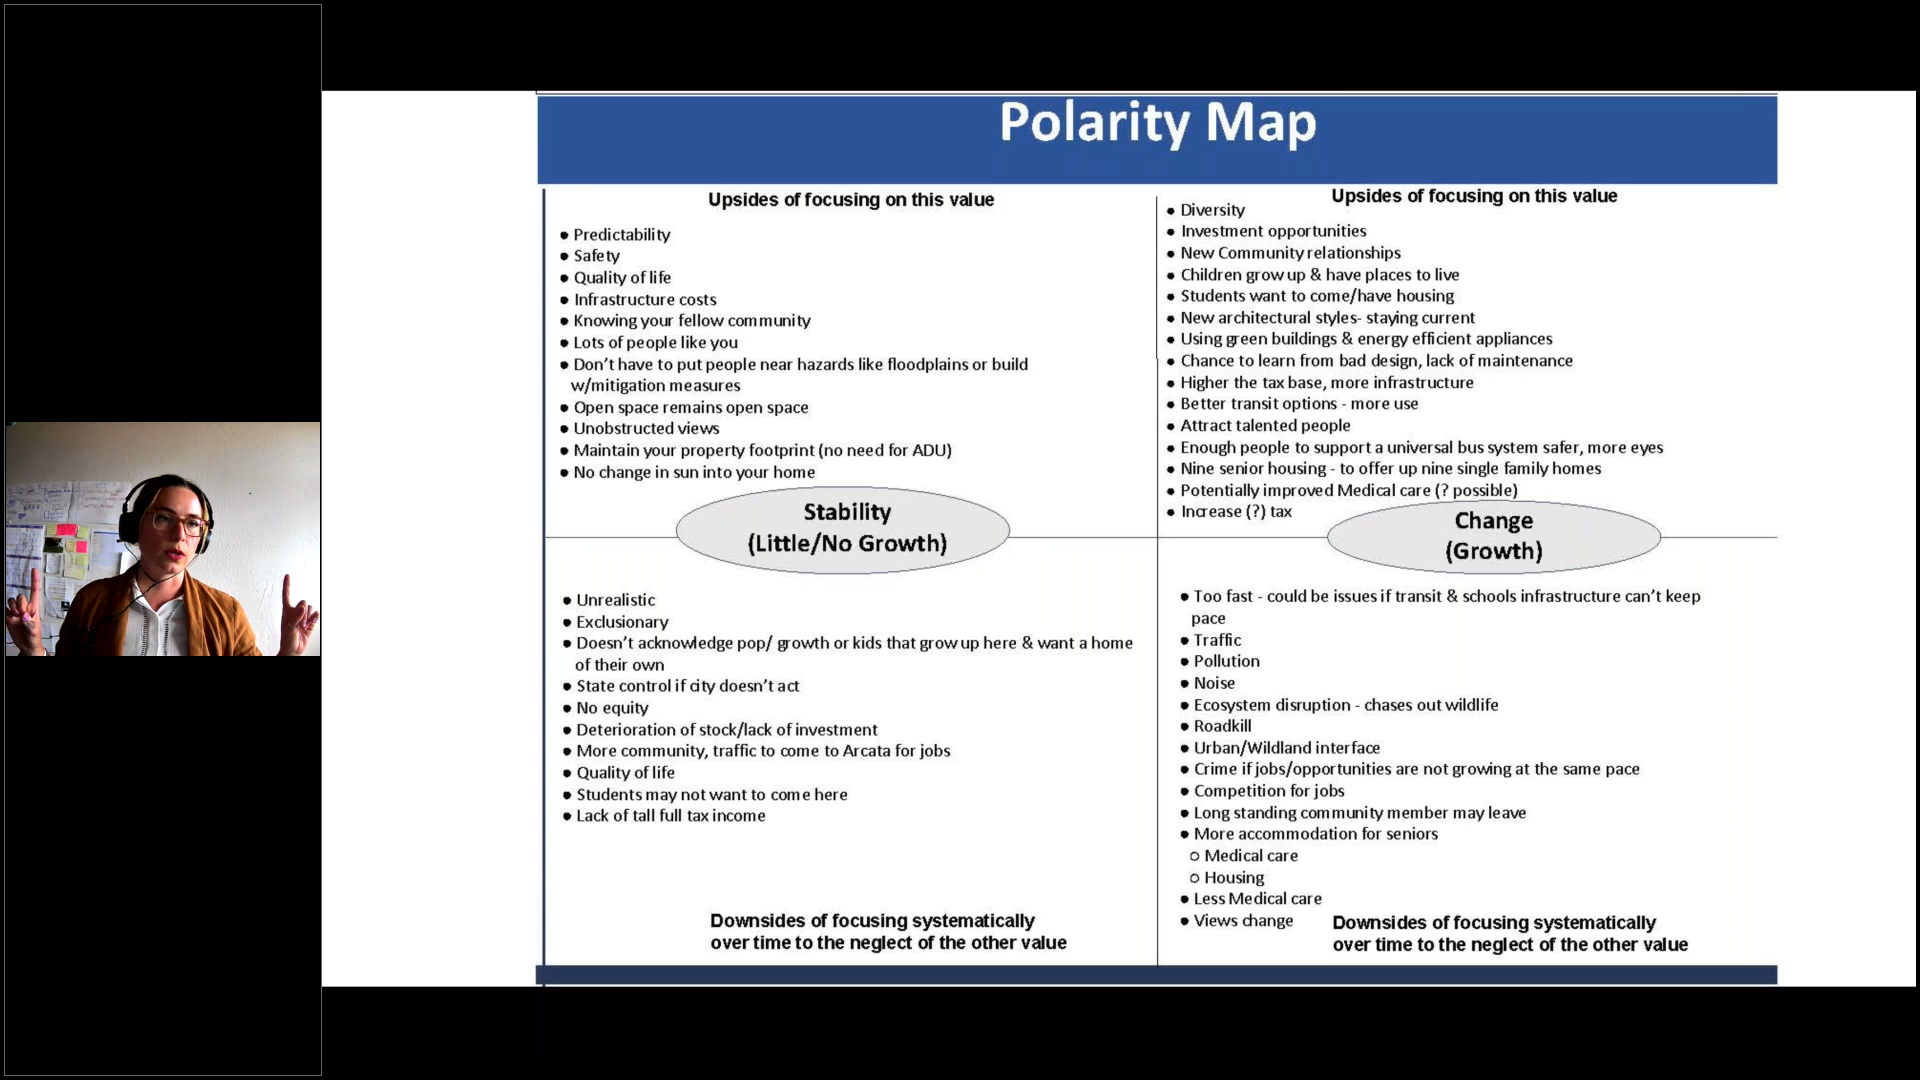 Polarity Map
Upsides of focusing on this value
• Predictability
• Safety
• Quality of life
• Infrastructure costs
• Knowing your fellow community
• Lots of people like you
• Don't have to put people near hazards like floodplains or build
w/mitigation measures
• Open space remains open space
• Unobstructed views
• Maintain your property footprint (no need for ADU)
• No change in sun into your home
Stability
(Little/No Growth)
• Unrealistic
• Exclusionary
• Doesn't acknowledge pop/ growth or kids that grow up here & want a home
of their own
• State control if city doesn't act
• No equity
• Deterioration of stock/lack of investment
• More community, traffic to come to Arcata for jobs
• Quality of life
• Students may not want to come here
• Lack of tall full tax income
Downsides of focusing systematically
over time to the neglect of the other value
Upsides of focusing on this value
• Diversity
• Investment opportunities
• New Community relationships
• Children grow up & have places to live
• Students want to come/have housing
• New architectural styles- staying current
• Using green buildings & energy efficient appliances
• Chance to learn from bad design, lack of maintenance
• Higher the tax base, more infrastructure
• Better transit options - more use
• Attract talented people
• Enough people to support a universal bus system safer, more eyes
• Nine senior housing - to offer up nine single family homes
• Potentially improved Medical care (? possible)
• Increase (?) tax
Change
(Growth)
• Too fast - could be issues if transit & schools infrastructure can't keep
pace
• Traffic
• Pollution
• Noise
• Ecosystem disruption - chases out wildlife
• Roadkill
• Urban/Wildland interface
• Crime if jobs/opportunities are not growing at the same pace
• Competition for jobs
• Long standing community member may leave
• More accommodation for seniors
○ Medical care
○ Housing
• Less Medical care
• Views change
Downsides of focusing systematically
over time to the neglect of the other value